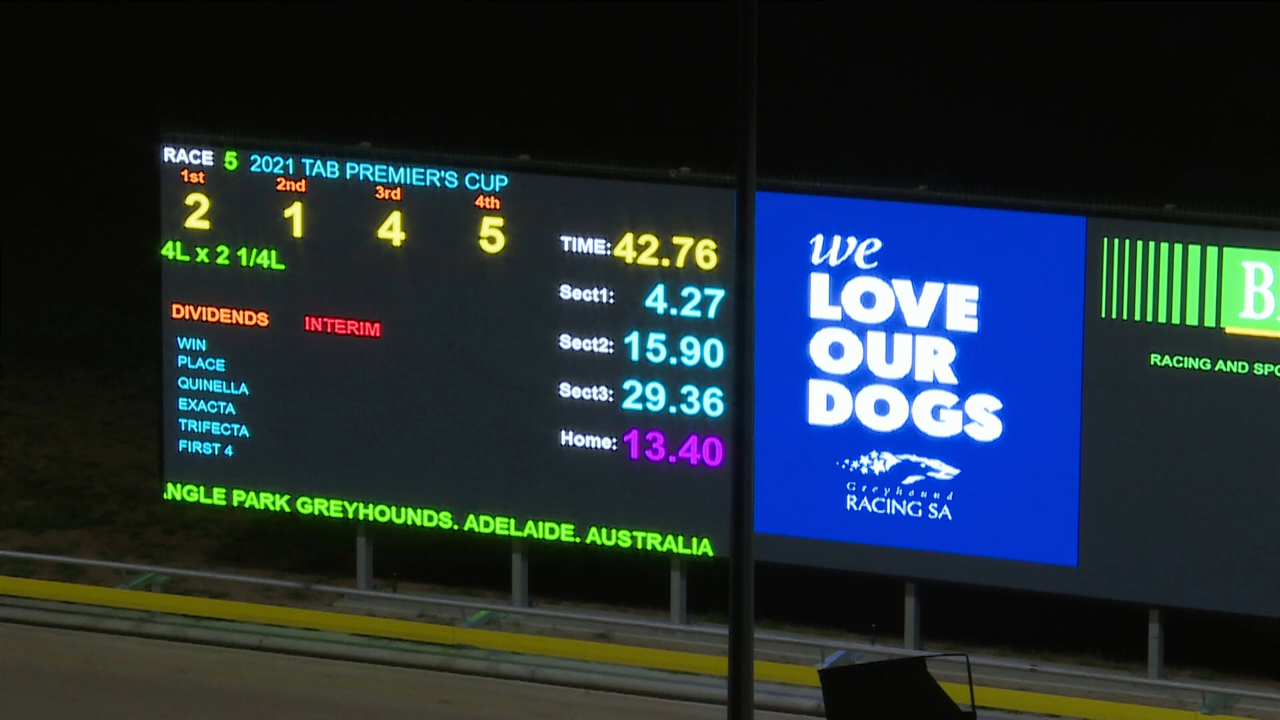 RACE 5 2021 TAB PREMIER'S CUP
1st 2nd 3rd 4th
2 1 4 5
4L x 2 1/4L
TIME: 42.76
Sect1: 4.27
Sect2: 15.90
Sect3: 29.36
Home: 13.40
DIVIDENDS INTERIM
WIN
PLACE
QUINELLA
EXACTA
TRIFECTA
FIRST 4
NGLE PARK GREYHOUNDS. ADELAIDE. AUSTRALIA
we
LOVE
OUR
DOGS
Greyhound
RACING SA
B
RACING AND SPO